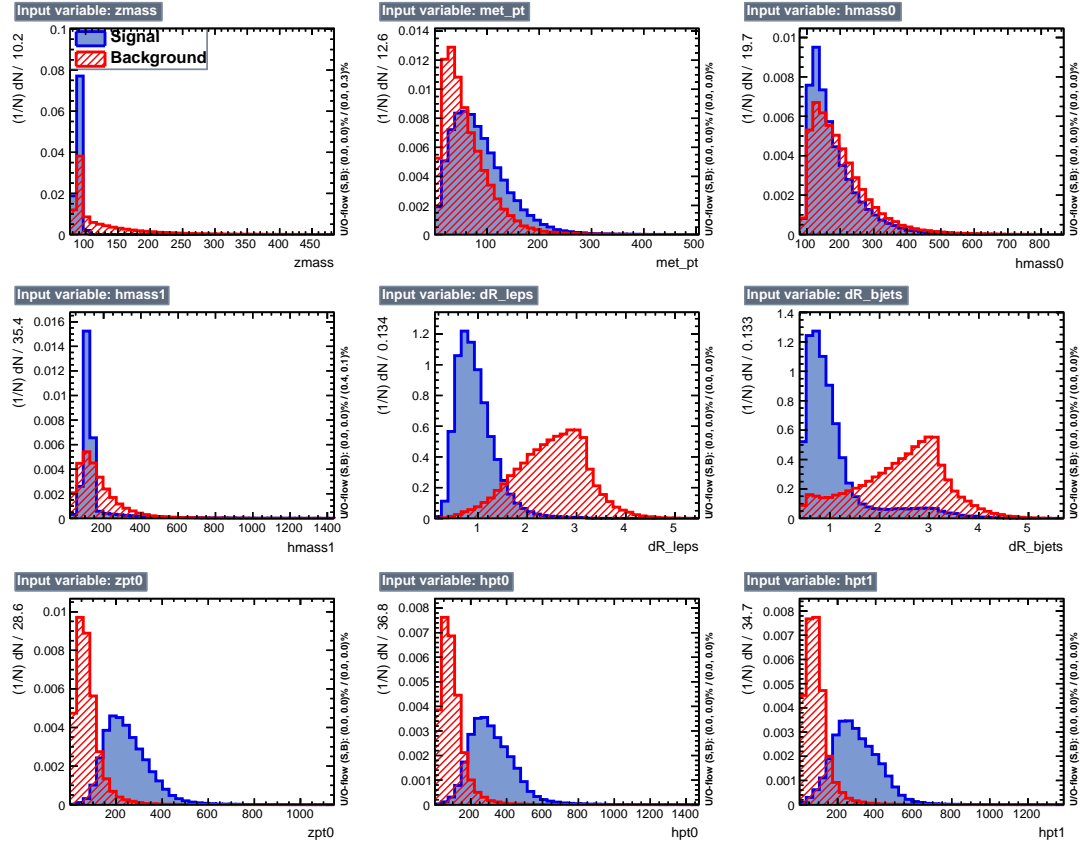 Input variable: zmass
(1/N) dN / 10.2
0.1
0.08
0.06
0.04
0.02
0
Signal
Background
100 150 200 250 300 350 400 450
zmass
U/O-flow (S,B): (0.0, 0.0)% / (0.0, 0.3)%
Input variable: met_pt
(1/N) dN / 12.6
0.014
0.012
0.01
0.008
0.006
0.004
0.002
0
100 200 300 400 500
met_pt
U/O-flow (S,B): (0.0, 0.0)% / (0.0, 0.0)%
Input variable: hmass0
(1/N) dN / 19.7
0.01
0.008
0.006
0.004
0.002
0
100 200 300 400 500 600 700 800
hmass0
U/O-flow (S,B): (0.0, 0.0)% / (0.0, 0.0)%
Input variable: hmass1
(1/N) dN / 35.4
0.016
0.014
0.012
0.01
0.008
0.006
0.004
0.002
0
200 400 600 800 1000 1200 1400
hmass1
U/O-flow (S,B): (0.0, 0.0)% / (0.4, 0.1)%
Input variable: dR_leps
(1/N) dN / 0.134
1.2
1
0.8
0.6
0.4
0.2
0
1 2 3 4 5
dR_leps
U/O-flow (S,B): (0.0, 0.0)% / (0.0, 0.0)%
Input variable: dR_bjets
(1/N) dN / 0.133
1.4
1.2
1
0.8
0.6
0.4
0.2
0
1 2 3 4 5
dR_bjets
U/O-flow (S,B): (0.0, 0.0)% / (0.0, 0.0)%
Input variable: zpt0
(1/N) dN / 28.6
0.01
0.008
0.006
0.004
0.002
0
200 400 600 800 1000
zpt0
U/O-flow (S,B): (0.0, 0.0)% / (0.0, 0.0)%
Input variable: hpt0
(1/N) dN / 36.8
0.008
0.007
0.006
0.005
0.004
0.003
0.002
0.001
0
200 400 600 800 1000 1200 1400
hpt0
U/O-flow (S,B): (0.0, 0.0)% / (0.0, 0.0)%
Input variable: hpt1
(1/N) dN / 34.7
0.008
0.007
0.006
0.005
0.004
0.003
0.002
0.001
0
200 400 600 800 1000 1200
hpt1
U/O-flow (S,B): (0.0, 0.0)% / (0.0, 0.0)%